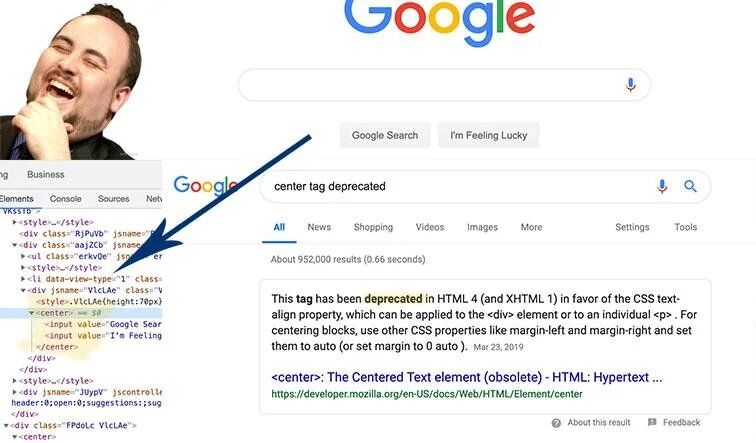 Google
Google Search
I'm Feeling Lucky
ng Business
Elements Console Sources Netw
VKssTb">
<style>…</style>
<div class="RjPuVb" jsname="R
<div class="aajZCb" jsname=
<ul class="erkvQe" jsname="er
<style>…</style>
<li data-view-type="1" class=
<div jsname="VlcLAe" class="
<style>.VlcLAe{height:70px}
<center> == $0
<input value="Google Sear
<input value="I'm Feeling
</center>
</div>
</div>
<style>…</style>
<div jsname="JUypV" jscontrolle
header:0;open:0;suggestions:;sug
</div>
<div class="FPdoLc VlcLAe">
<center>
Google
center tag deprecated
All News Shopping Videos Images More Settings Tools
About 952,000 results (0.66 seconds)
This tag has been deprecated in HTML 4 (and XHTML 1) in favor of the CSS text-
align property, which can be applied to the <div> element or to an individual <p> . For
centering blocks, use other CSS properties like margin-left and margin-right and set
them to auto (or set margin to 0 auto ). Mar 23, 2019
<center>: The Centered Text element (obsolete) - HTML: Hypertext ...
https://developer.mozilla.org/en-US/docs/Web/HTML/Element/center
About this result Feedback